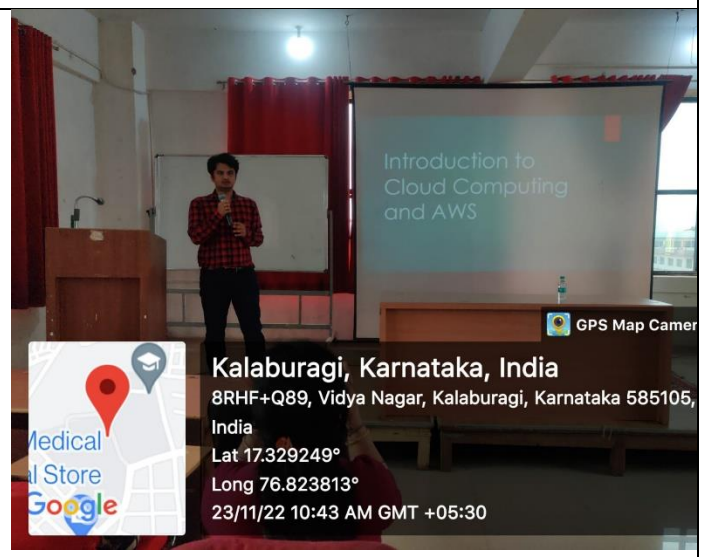 Introduction to
Cloud Computing
and AWS
GPS Map Camer
Kalaburagi, Karnataka, India
8RHF+Q89, Vidya Nagar, Kalaburagi, Karnataka 585105,
India
Lat 17.329249°
Long 76.823813°
23/11/22 10:43 AM GMT +05:30
Medical
al Store
Google